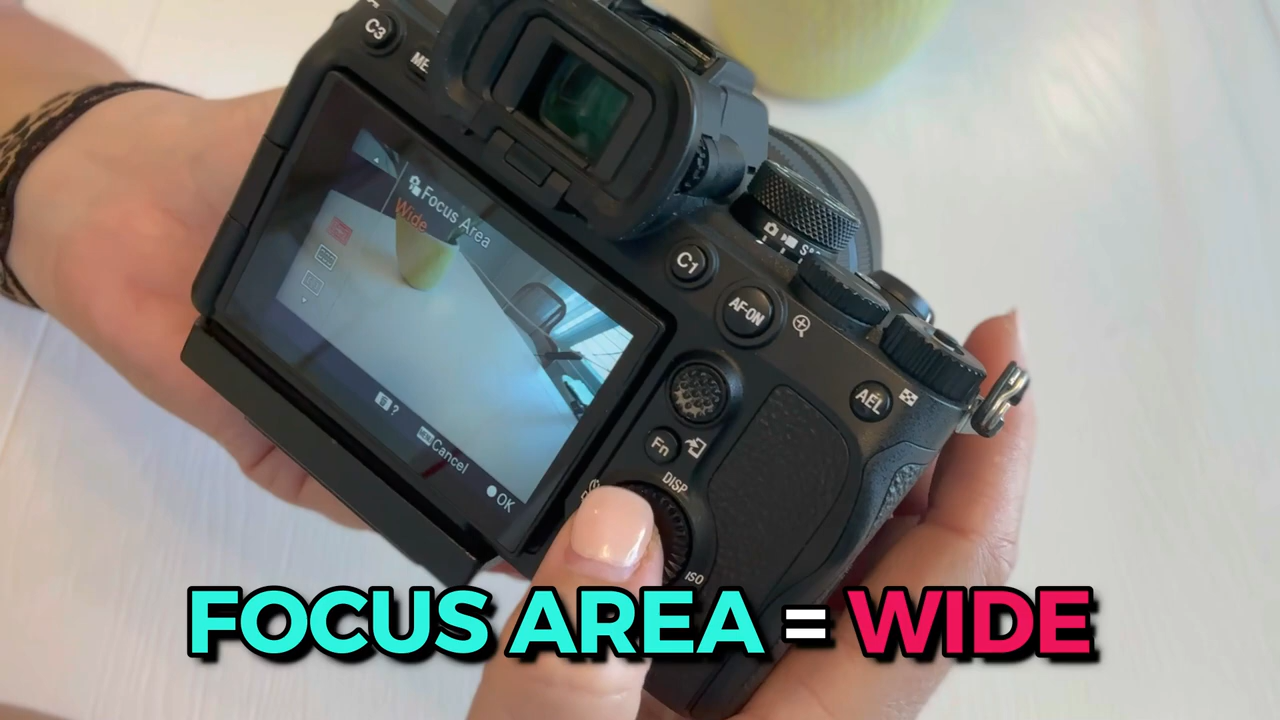 C3
Focus Area
Wide
C1
AF-ON
AEL
Fn
DISP
?
Cancel
OK
ISO
FOCUS AREA = WIDE